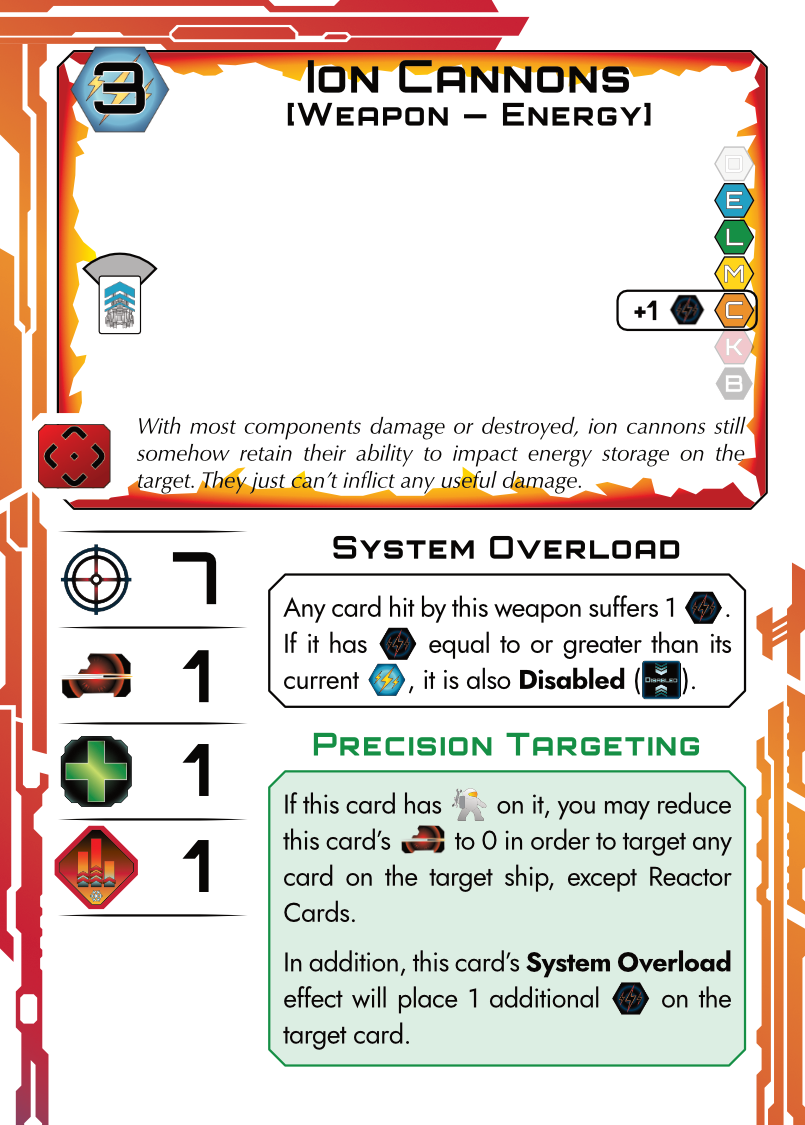 3
Ion Cannons
[Weapon – Energy]
D
E
L
M
+1 C
K
B
With most components damage or destroyed, ion cannons still
somehow retain their ability to impact energy storage on the
target. They just can't inflict any useful damage.
7
1
1
1
System Overload
Any card hit by this weapon suffers 1 .
If it has equal to or greater than its
current , it is also Disabled (Disabled).
Precision Targeting
If this card has on it, you may reduce
this card's to 0 in order to target any
card on the target ship, except Reactor
Cards.
In addition, this card's System Overload
effect will place 1 additional on the
target card.